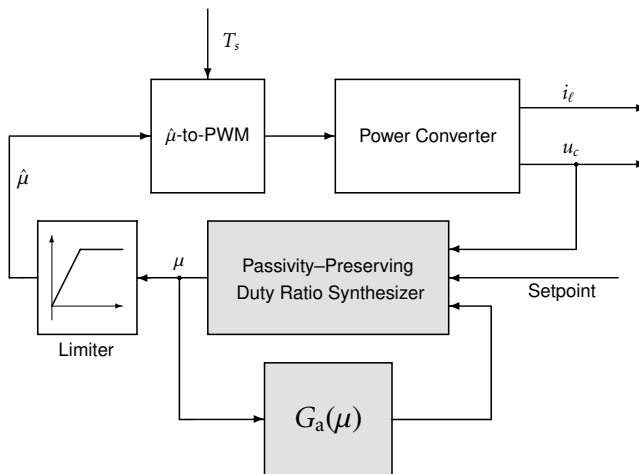 T_s
μ̂-to-PWM
Power Converter
i_ℓ
u_c
μ̂
μ
Passivity–Preserving
Duty Ratio Synthesizer
Setpoint
Limiter
G_a(μ)